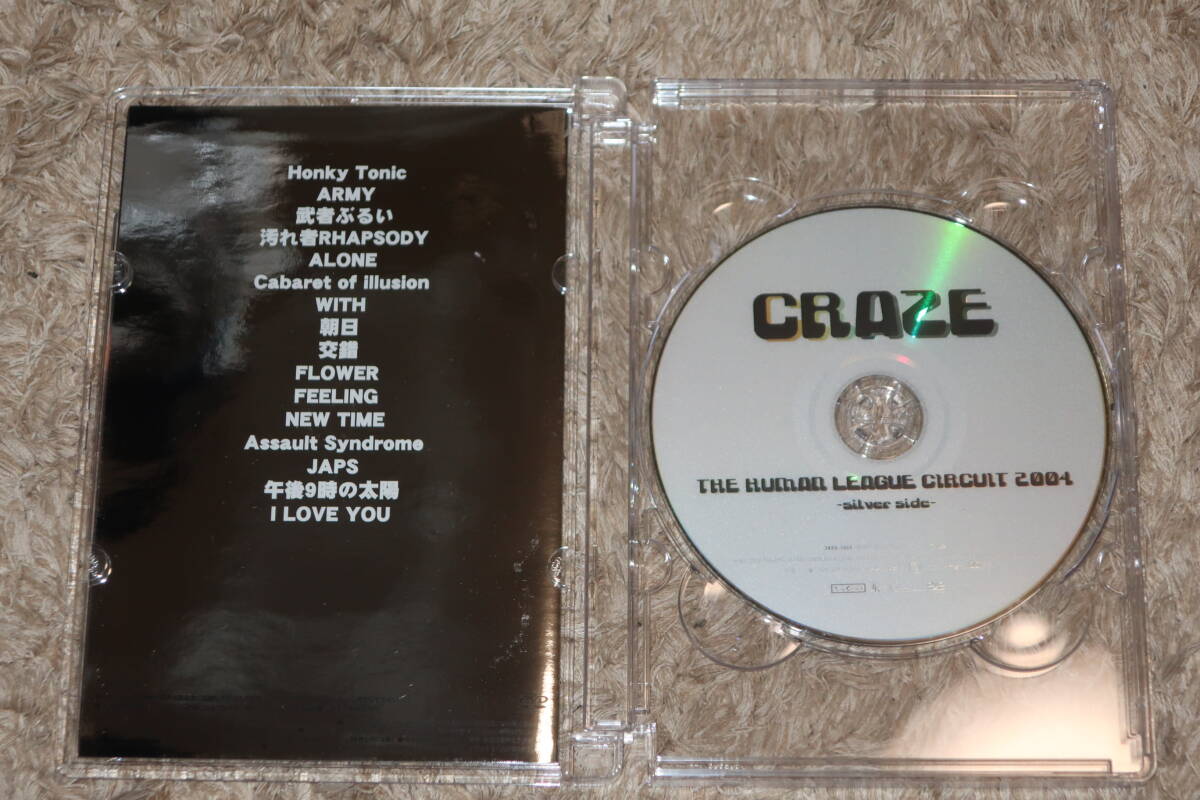 Honky Tonic
ARMY
武者ぶるい
汚れ者RHAPSODY
ALONE
Cabaret of illusion
WITH
朝日
交錯
FLOWER
FEELING
NEW TIME
Assault Syndrome
JAPS
午後9時の太陽
I LOVE YOU
CRAZE
THE HUMAN LEAGUE CIRCUIT 2004
-silver side-